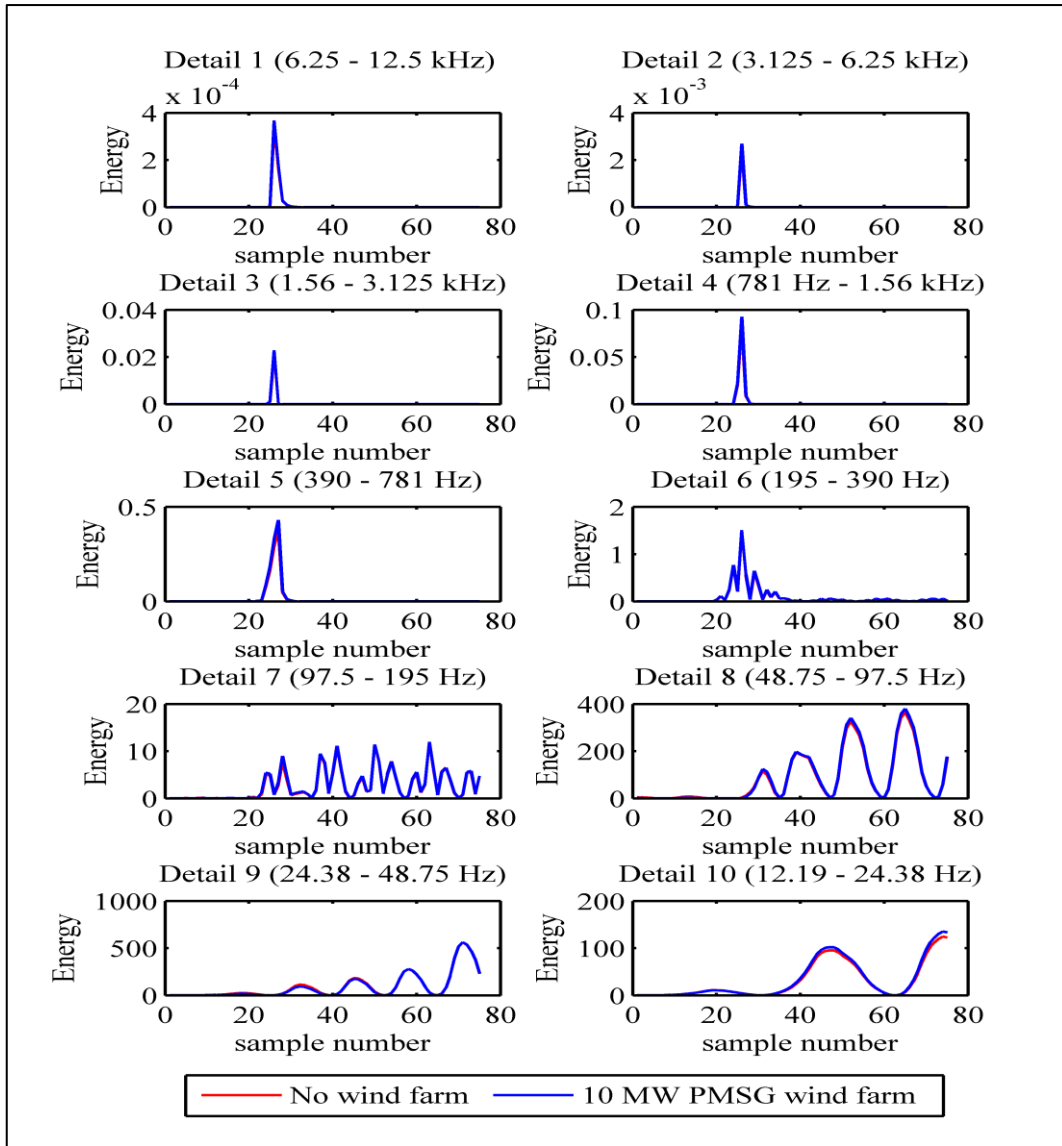 Detail 1 (6.25 - 12.5 kHz)
x 10^-4
Energy
4
2
0
0 20 40 60 80
sample number
Detail 2 (3.125 - 6.25 kHz)
x 10^-3
Energy
4
2
0
0 20 40 60 80
sample number
Detail 3 (1.56 - 3.125 kHz)
Energy
0.04
0.02
0
0 20 40 60 80
sample number
Detail 4 (781 Hz - 1.56 kHz)
Energy
0.1
0.05
0
0 20 40 60 80
sample number
Detail 5 (390 - 781 Hz)
Energy
0.5
0
0 20 40 60 80
sample number
Detail 6 (195 - 390 Hz)
Energy
2
1
0
0 20 40 60 80
sample number
Detail 7 (97.5 - 195 Hz)
Energy
20
10
0
0 20 40 60 80
sample number
Detail 8 (48.75 - 97.5 Hz)
Energy
400
200
0
0 20 40 60 80
sample number
Detail 9 (24.38 - 48.75 Hz)
Energy
1000
500
0
0 20 40 60 80
sample number
Detail 10 (12.19 - 24.38 Hz)
Energy
200
100
0
0 20 40 60 80
sample number
No wind farm
10 MW PMSG wind farm